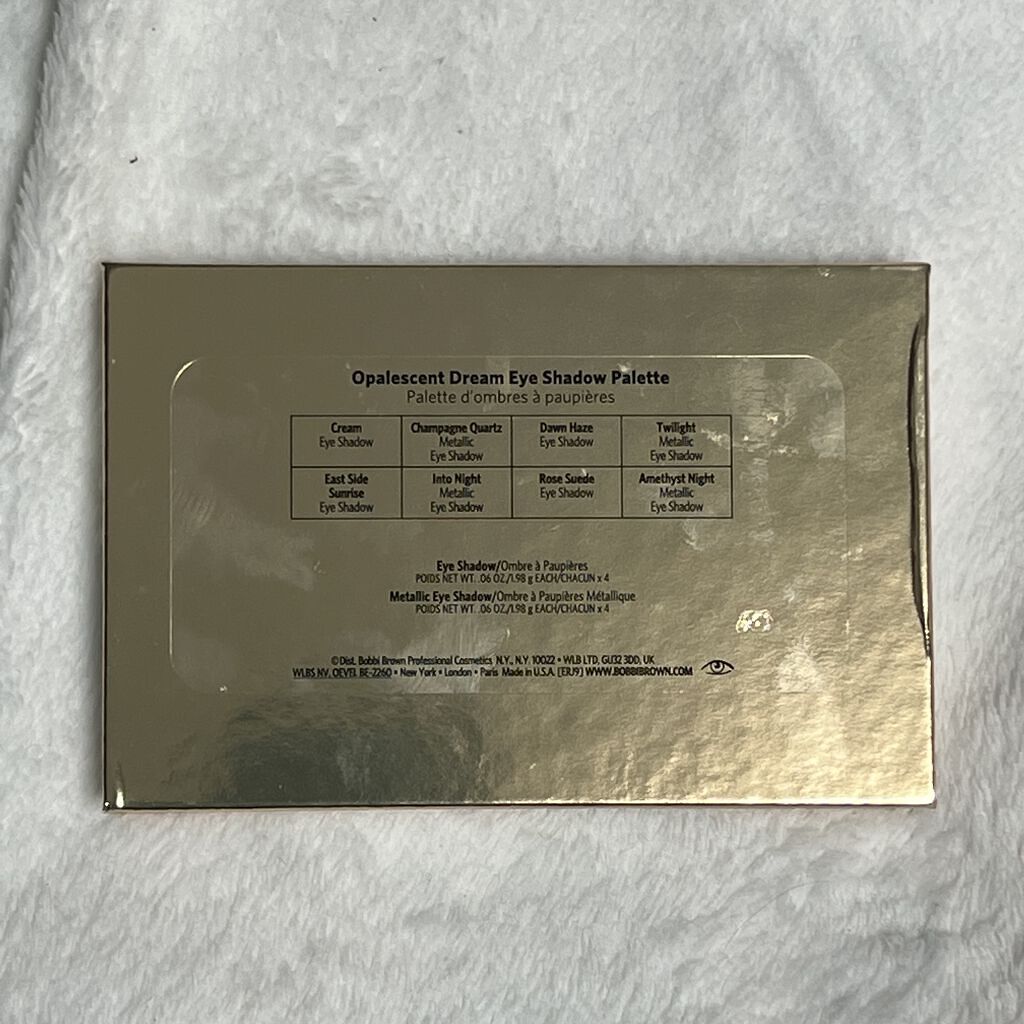 Opalescent Dream Eye Shadow Palette
Palette d'ombres à paupières
Cream
Eye Shadow
Champagne Quartz
Metallic
Eye Shadow
Dawn Haze
Eye Shadow
Twilight
Metallic
Eye Shadow
East Side
Sunrise
Eye Shadow
Into Night
Metallic
Eye Shadow
Rose Suede
Eye Shadow
Amethyst Night
Metallic
Eye Shadow
Eye Shadow/Ombre à Paupières
POIDS NET WT. .06 OZ./1.98 g EACH/CHACUN x 4
Metallic Eye Shadow/Ombre à Paupières Métallique
POIDS NET WT. .06 OZ./1.98 g EACH/CHACUN x 4
©Dist. Bobbi Brown Professional Cosmetics N.Y., N.Y. 10022 • WLB LTD, GU32 3DD, UK
WLBS NV, OEVEL BE-2260 • New York • London • Paris Made in U.S.A. [ERJ9] WWW.BOBBIBROWN.COM